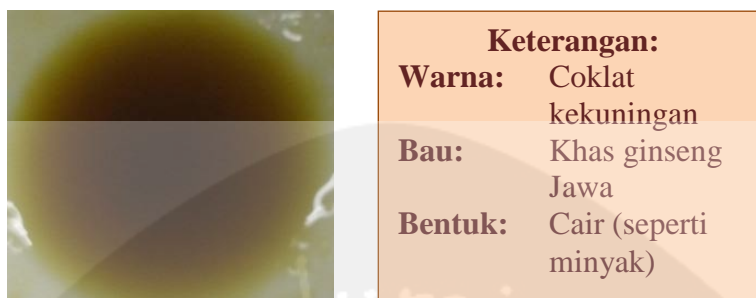 Keterangan:
Warna: Coklat
kekuningan
Bau: Khas ginseng
Jawa
Bentuk: Cair (seperti
minyak)